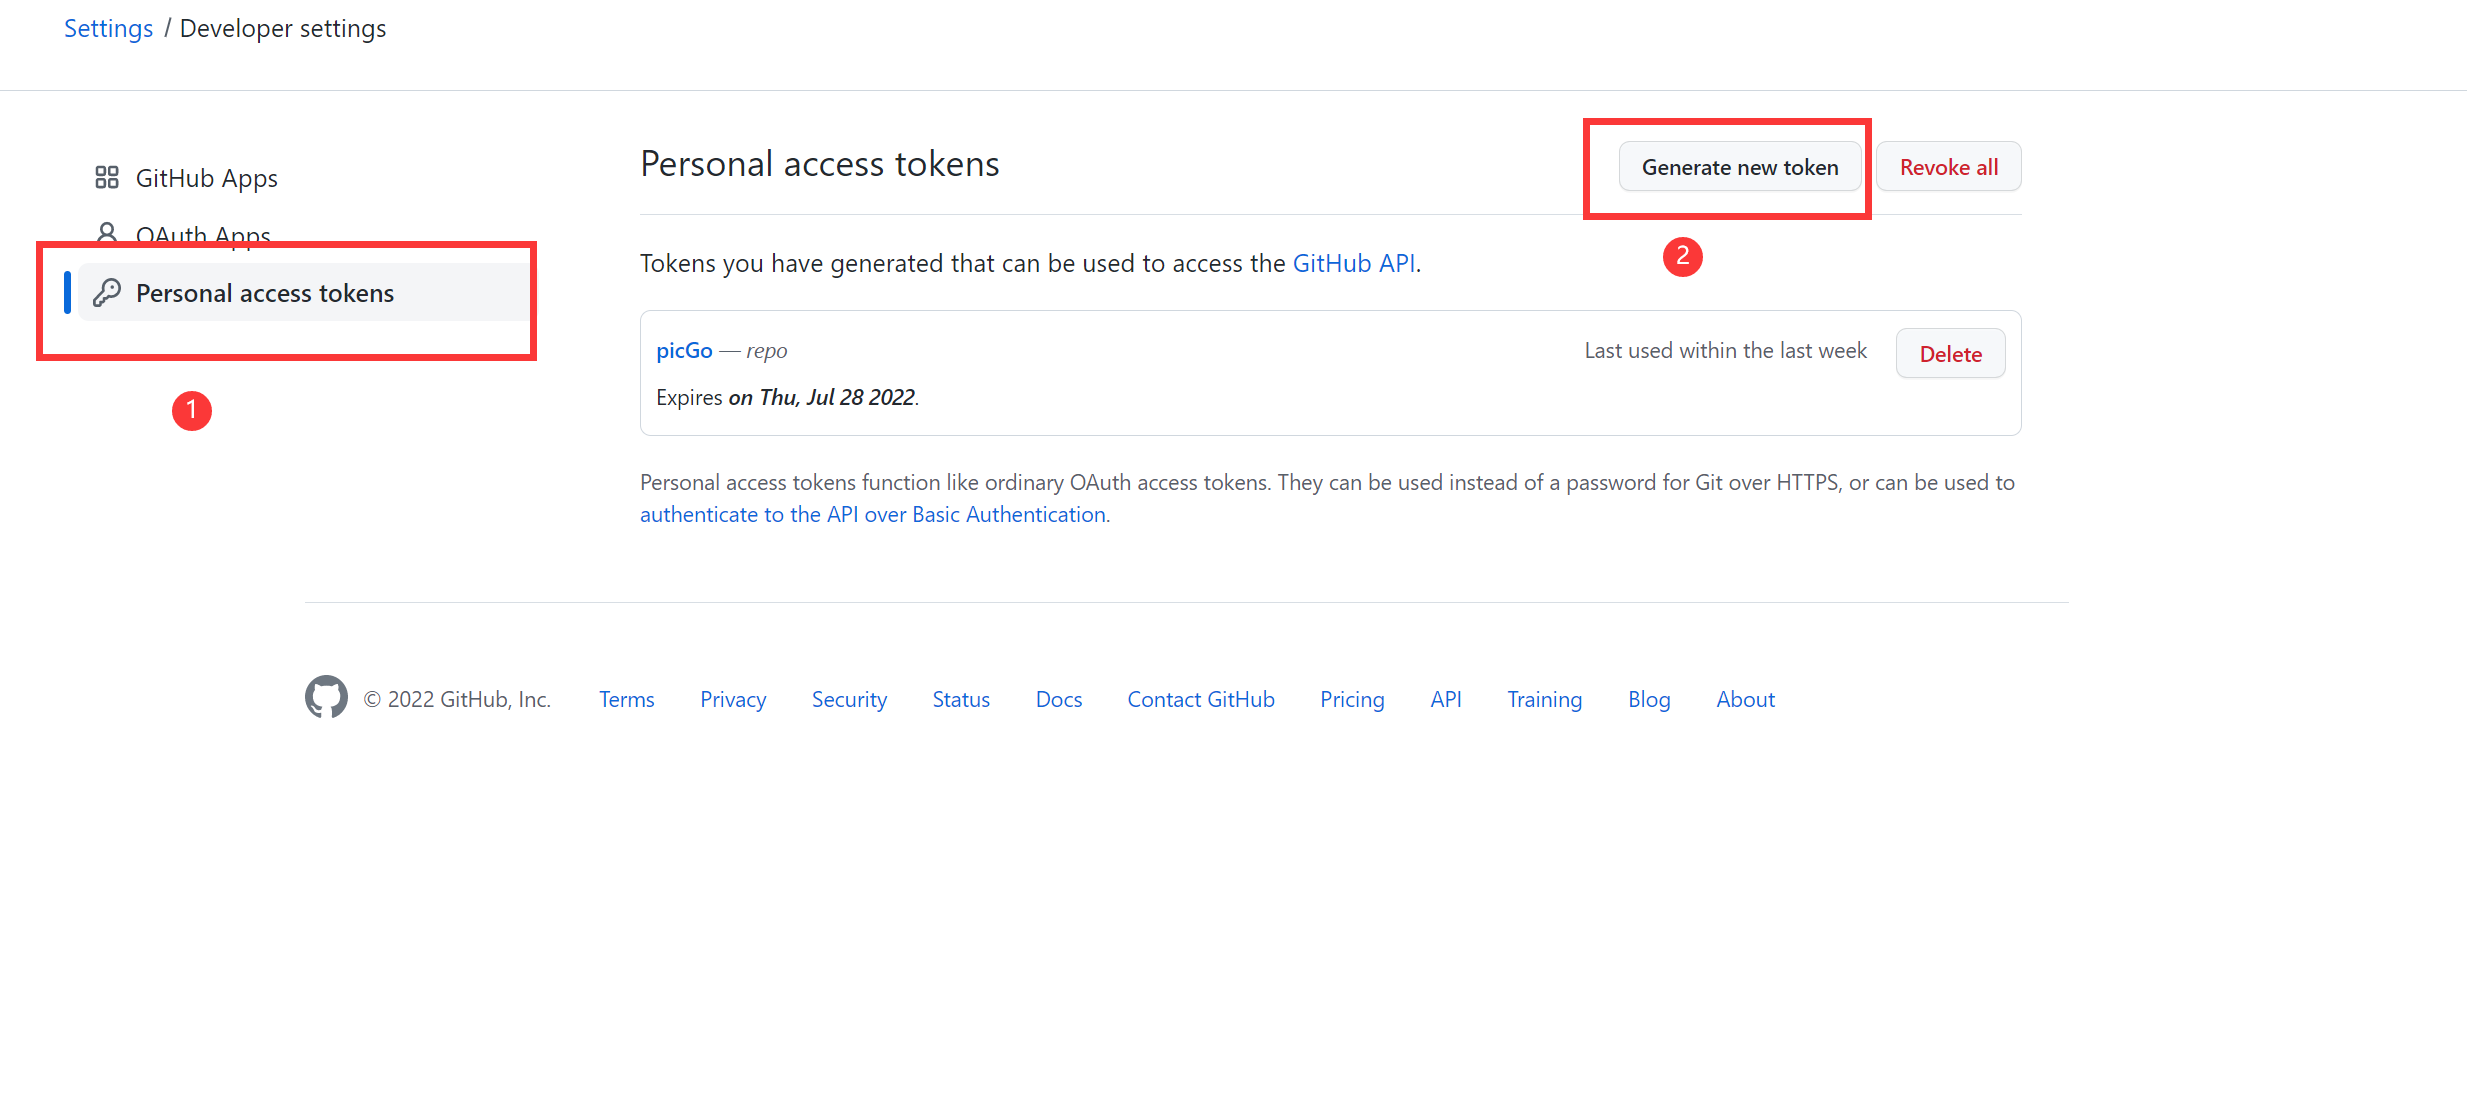 Settings / Developer settings
GitHub Apps
OAuth Apps
Personal access tokens
1
Personal access tokens
Generate new token
Revoke all
2
Tokens you have generated that can be used to access the GitHub API.
picGo — repo
Last used within the last week
Delete
Expires on Thu, Jul 28 2022.
Personal access tokens function like ordinary OAuth access tokens. They can be used instead of a password for Git over HTTPS, or can be used to
authenticate to the API over Basic Authentication.
© 2022 GitHub, Inc. Terms Privacy Security Status Docs Contact GitHub Pricing API Training Blog About